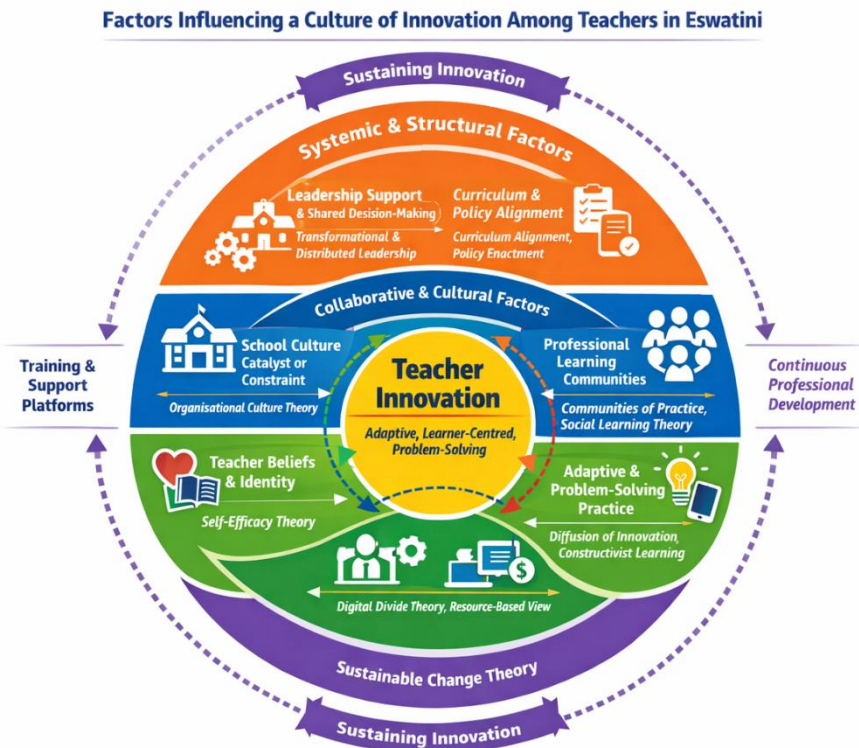 Factors Influencing a Culture of Innovation Among Teachers in Eswatini
Sustaining Innovation
Systemic & Structural Factors
Leadership Support
& Shared Decision-Making
Transformational &
Distributed Leadership
Curriculum &
Policy Alignment
Curriculum Alignment,
Policy Enactment
Collaborative & Cultural Factors
School Culture
Catalyst or
Constraint
Organisational Culture Theory
Teacher
Innovation
Adaptive, Learner-Centred,
Problem-Solving
Professional
Learning
Communities
Communities of Practice,
Social Learning Theory
Training &
Support
Platforms
Continuous
Professional
Development
Teacher Beliefs
& Identity
Self-Efficacy Theory
Adaptive &
Problem-Solving
Practice
Diffusion of Innovation,
Constructivist Learning
$
Digital Divide Theory, Resource-Based View
Sustainable Change Theory
Sustaining Innovation